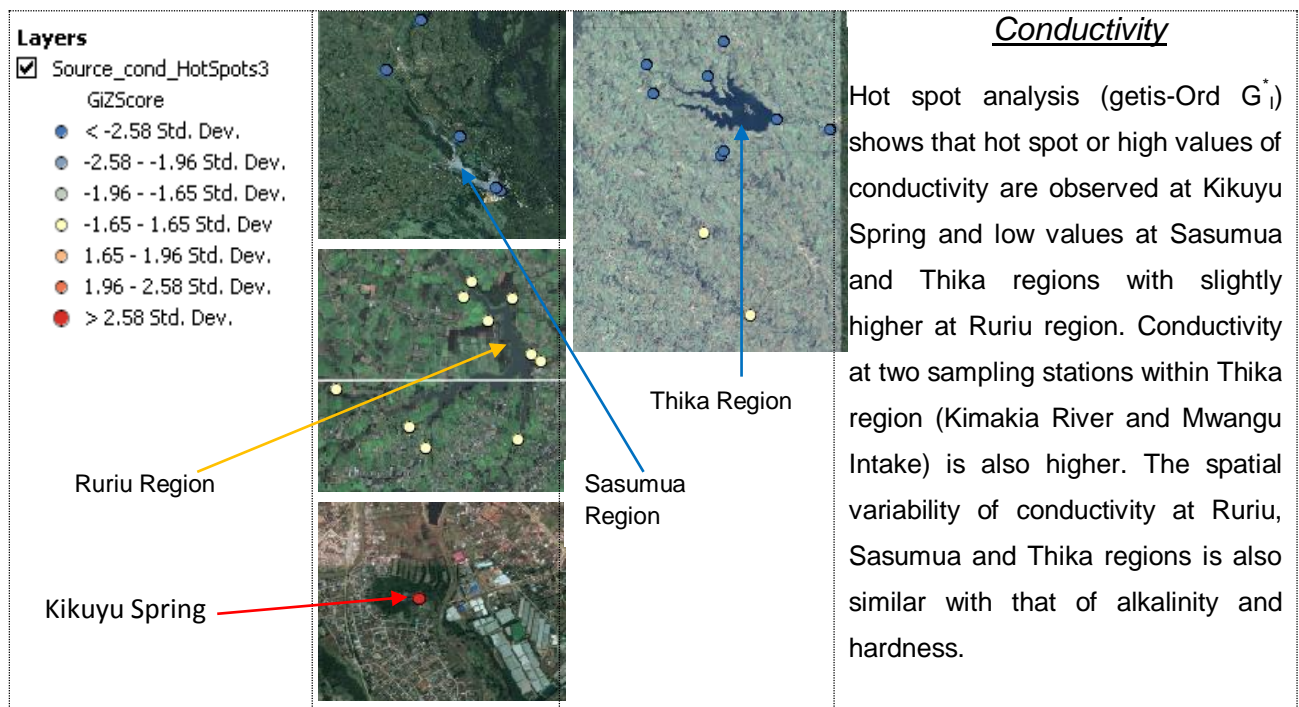 Layers
Source_cond_HotSpots3
GiZScore
< -2.58 Std. Dev.
-2.58 - -1.96 Std. Dev.
-1.96 - -1.65 Std. Dev.
-1.65 - 1.65 Std. Dev
1.65 - 1.96 Std. Dev.
1.96 - 2.58 Std. Dev.
> 2.58 Std. Dev.
Ruriu Region
Kikuyu Spring
Sasumua
Region
Thika Region
Conductivity
Hot spot analysis (getis-Ord G*I)
shows that hot spot or high values of
conductivity are observed at Kikuyu
Spring and low values at Sasumua
and Thika regions with slightly
higher at Ruriu region. Conductivity
at two sampling stations within Thika
region (Kimakia River and Mwangu
Intake) is also higher. The spatial
variability of conductivity at Ruriu,
Sasumua and Thika regions is also
similar with that of alkalinity and
hardness.